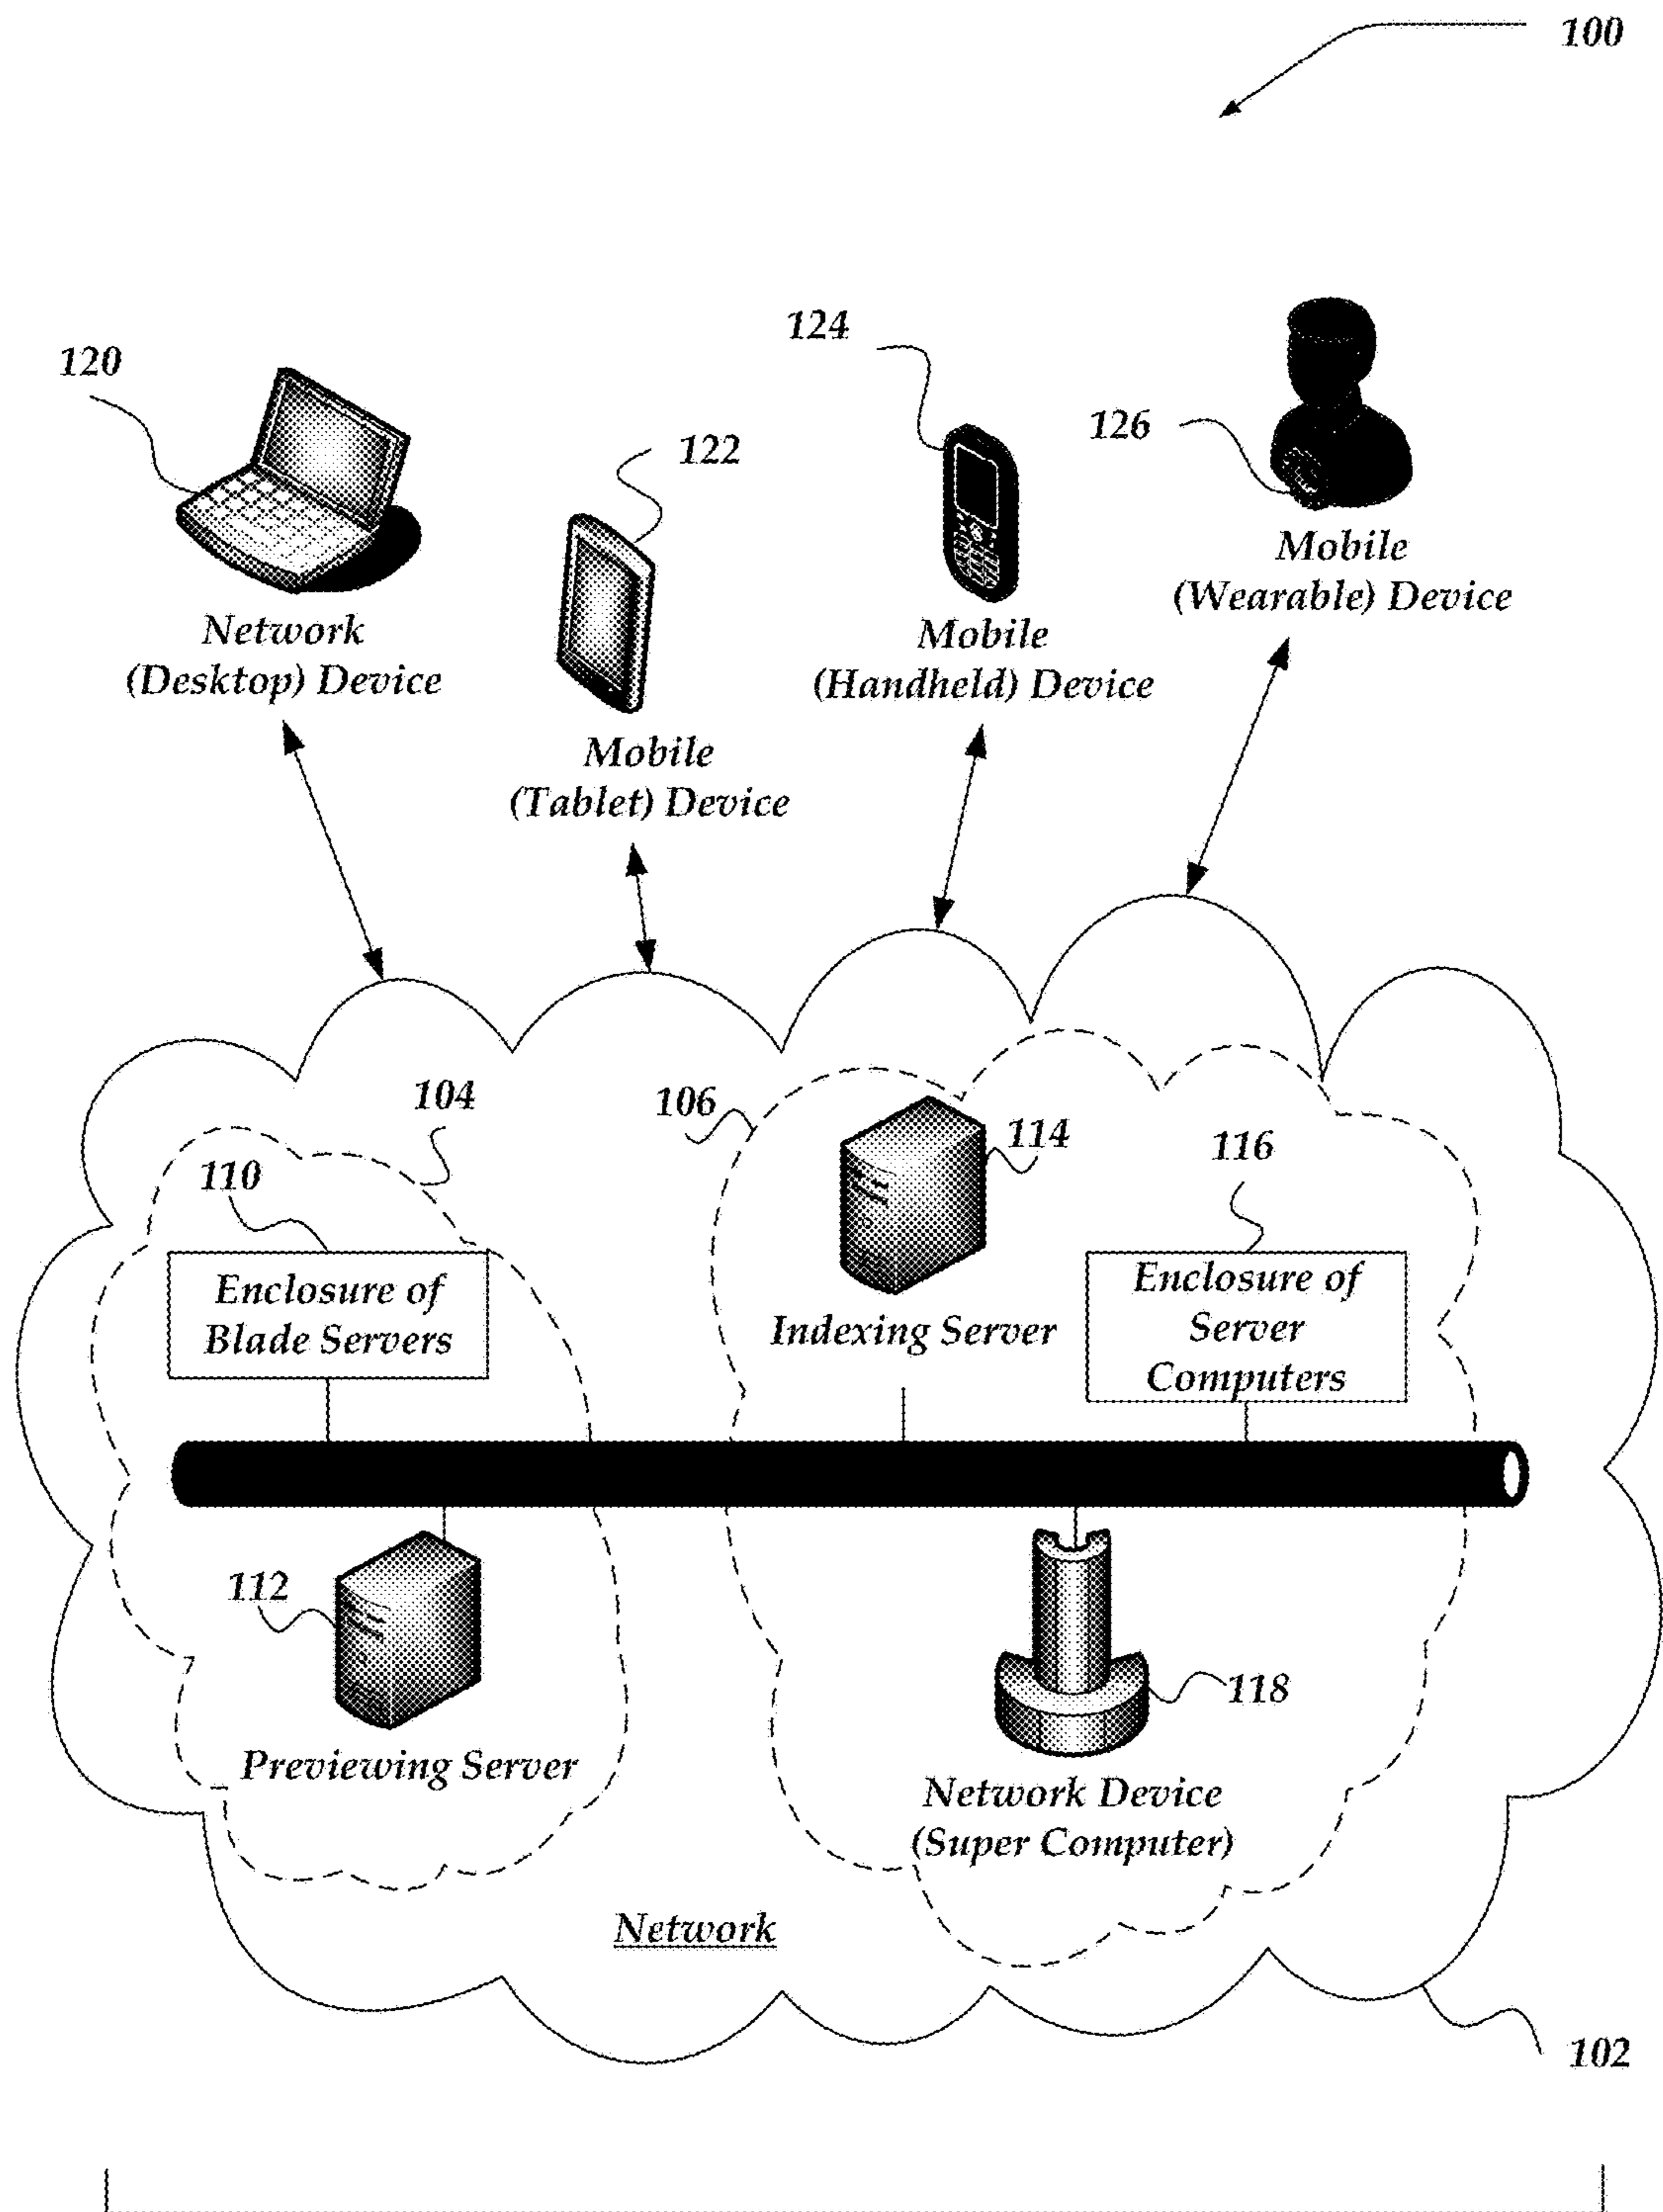 100
124
120
126
122
Mobile
(Wearable) Device
Network
(Desktop) Device
Mobile
(Handheld) Device
Mobile
(Tablet) Device
104
106
114
116
110
Enclosure of
Blade Servers
Indexing Server
Enclosure of
Server
Computers
112
118
Previewing Server
Network Device
(Super Computer)
Network
102